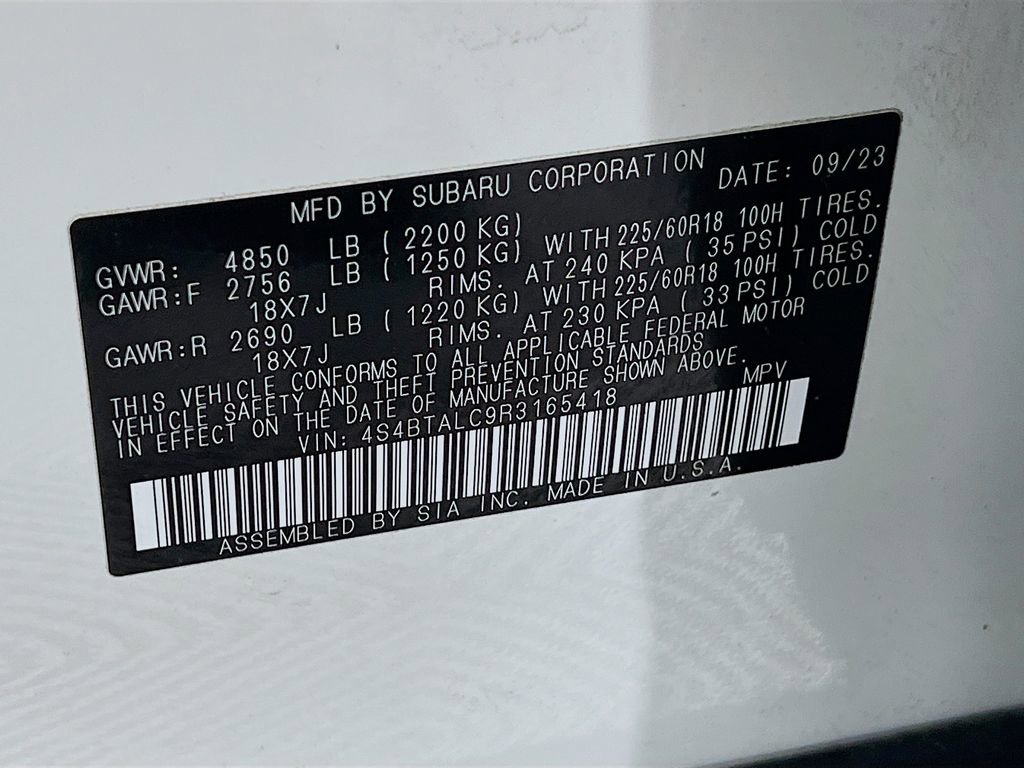 MFD BY SUBARU CORPORATION DATE: 09/23
GVWR: 4850 LB ( 2200 KG)
GAWR:F 2756 LB ( 1250 KG) WITH 225/60R18 100H TIRES.
18X7J RIMS. AT 240 KPA ( 35 PSI) COLD
GAWR:R 2690 LB ( 1220 KG) WITH 225/60R18 100H TIRES.
18X7J RIMS. AT 230 KPA ( 33 PSI) COLD
THIS VEHICLE CONFORMS TO ALL APPLICABLE FEDERAL MOTOR
VEHICLE SAFETY AND THEFT PREVENTION STANDARDS
IN EFFECT ON THE DATE OF MANUFACTURE SHOWN ABOVE.
VIN: 4S4BTALC9R3165418 MPV
ASSEMBLED BY SIA INC. MADE IN U.S.A.